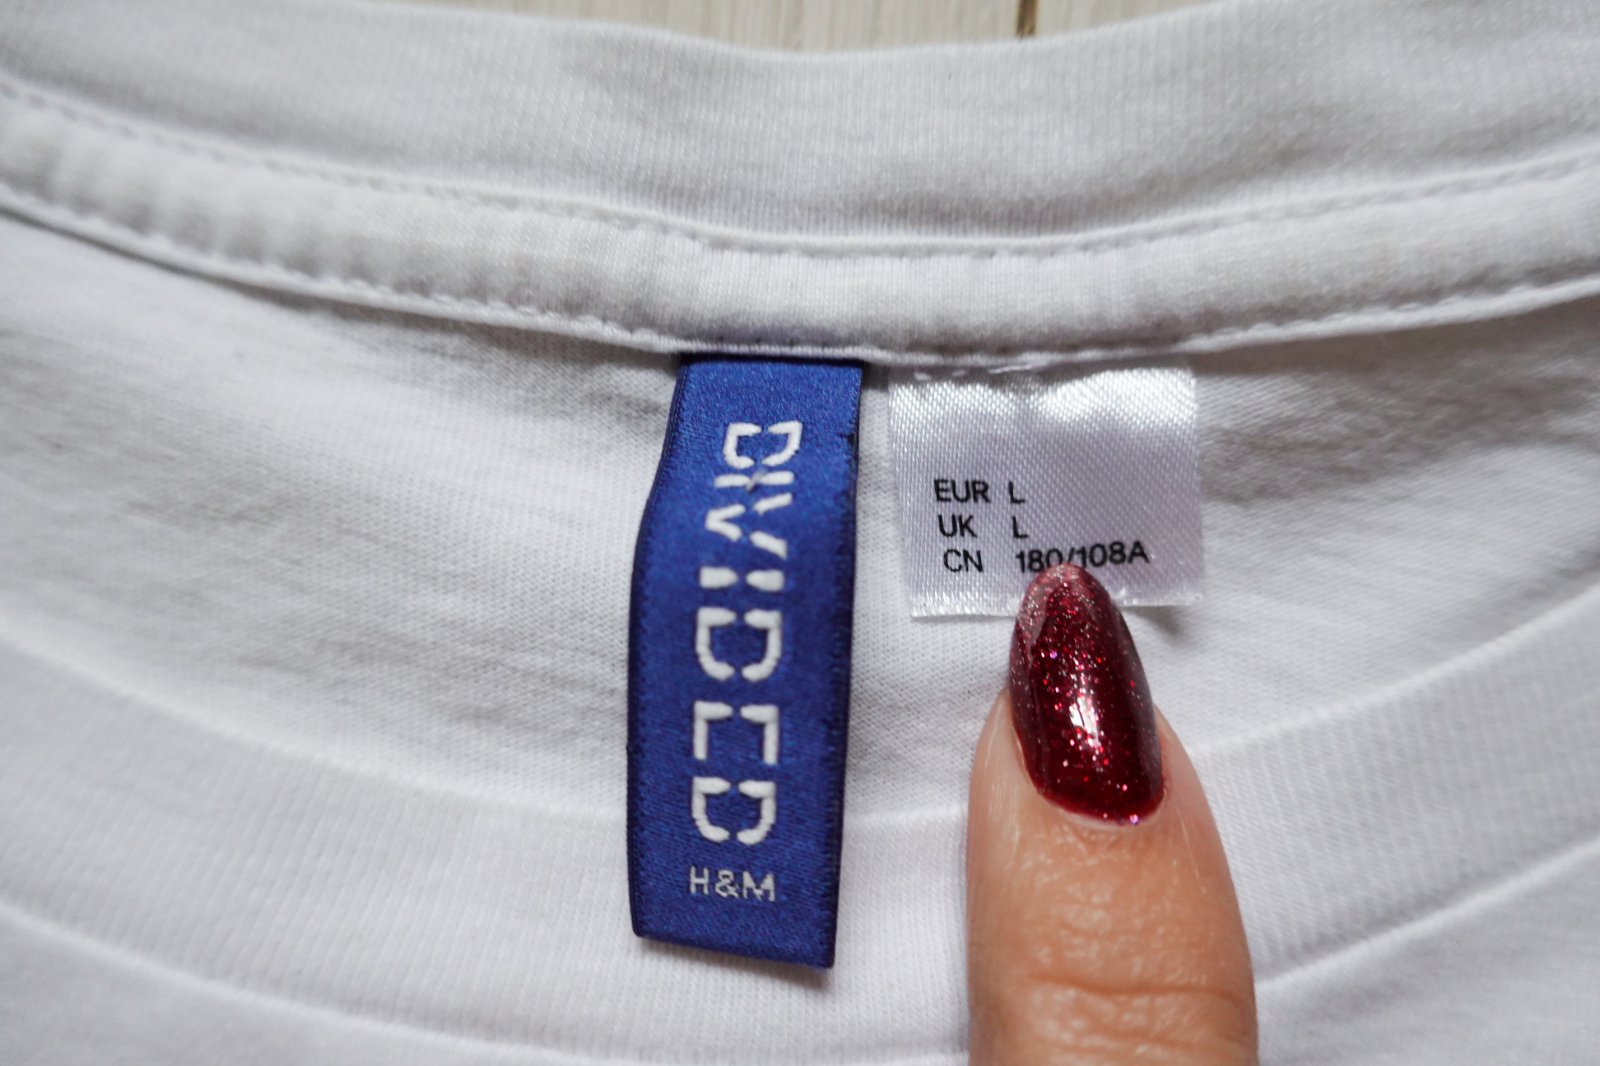 DIVIDED
H&M
EUR L
UK L
CN 180/108A